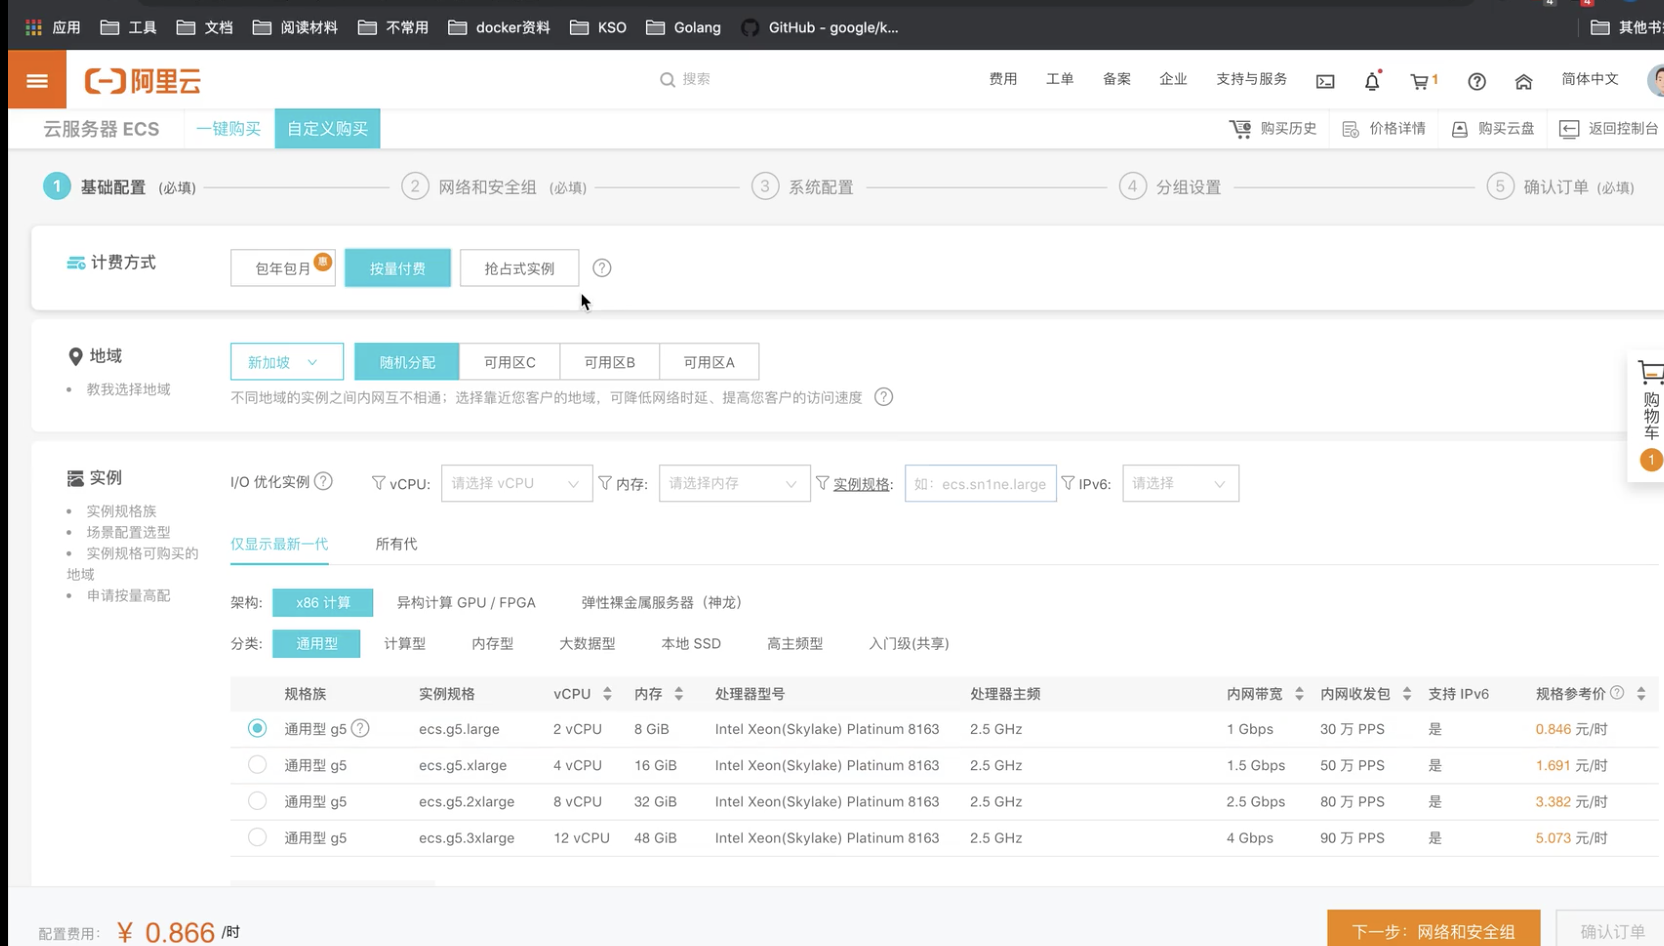 4
4
应用 工具 文档 阅读材料 不常用 docker资料 KSO Golang GitHub - google/k...
阿里云 搜索 费用 工单 备案 企业 支持与服务 1 简体中文
云服务器 ECS 一键购买 自定义购买 购买历史 价格详情 购买云盘 返回控制台
1 基础配置 (必填) 2 网络和安全组 (必填) 3 系统配置 4 分组设置 5 确认订单 (必填)
计费方式 包年包月 惠 按量付费 抢占式实例 ?
地域 新加坡 随机分配 可用区C 可用区B 可用区A
• 教我选择地域
不同地域的实例之间内网互不相通；选择靠近您客户的地域，可降低网络时延、提高您客户的访问速度 ?
购物车
1
实例
• 实例规格族
• 场景配置选型
• 实例规格可购买的
地域
• 申请按量高配
I/O 优化实例 ? vCPU: 请选择 vCPU 内存: 请选择内存 实例规格: 如：ecs.sn1ne.large IPv6: 请选择
仅显示最新一代 所有代
架构: x86 计算 异构计算 GPU / FPGA 弹性裸金属服务器（神龙）
分类: 通用型 计算型 内存型 大数据型 本地 SSD 高主频型 入门级(共享)
规格族 实例规格 vCPU 内存 处理器型号 处理器主频 内网带宽 内网收发包 支持 IPv6 规格参考价 ?
通用型 g5 ? ecs.g5.large 2 vCPU 8 GiB Intel Xeon(Skylake) Platinum 8163 2.5 GHz 1 Gbps 30 万 PPS 是 0.846 元/时
通用型 g5 ecs.g5.xlarge 4 vCPU 16 GiB Intel Xeon(Skylake) Platinum 8163 2.5 GHz 1.5 Gbps 50 万 PPS 是 1.691 元/时
通用型 g5 ecs.g5.2xlarge 8 vCPU 32 GiB Intel Xeon(Skylake) Platinum 8163 2.5 GHz 2.5 Gbps 80 万 PPS 是 3.382 元/时
通用型 g5 ecs.g5.3xlarge 12 vCPU 48 GiB Intel Xeon(Skylake) Platinum 8163 2.5 GHz 4 Gbps 90 万 PPS 是 5.073 元/时
配置费用: ¥ 0.866 /时 下一步：网络和安全组 确认订单